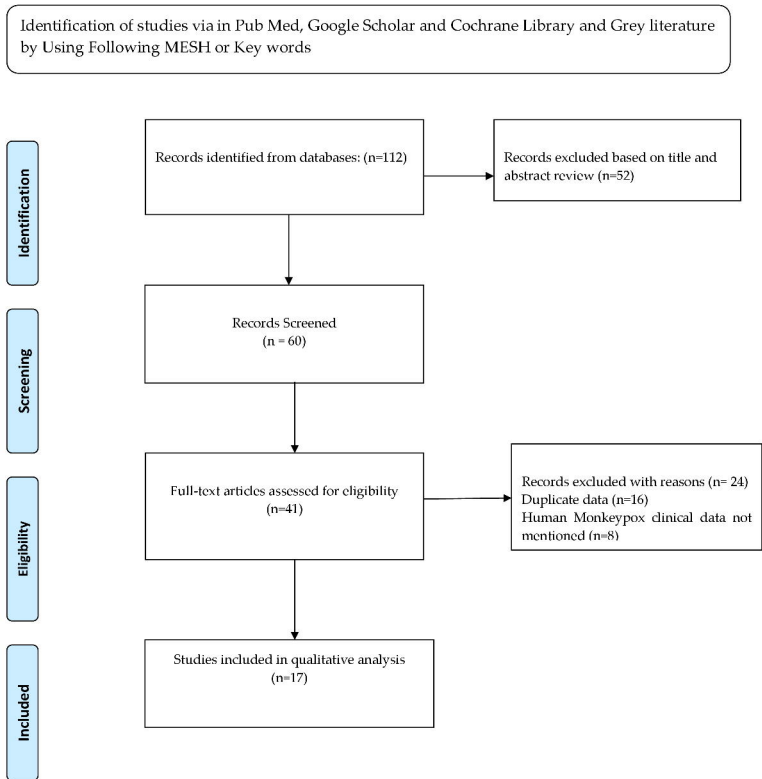 Identification of studies via in Pub Med, Google Scholar and Cochrane Library and Grey literature
by Using Following MESH or Key words
Identification
Records identified from databases: (n=112)
Records excluded based on title and
abstract review (n=52)
Screening
Records Screened
(n = 60)
Eligibility
Full-text articles assessed for eligibility
(n=41)
Records excluded with reasons (n= 24)
Duplicate data (n=16)
Human Monkeypox clinical data not
mentioned (n=8)
Included
Studies included in qualitative analysis
(n=17)